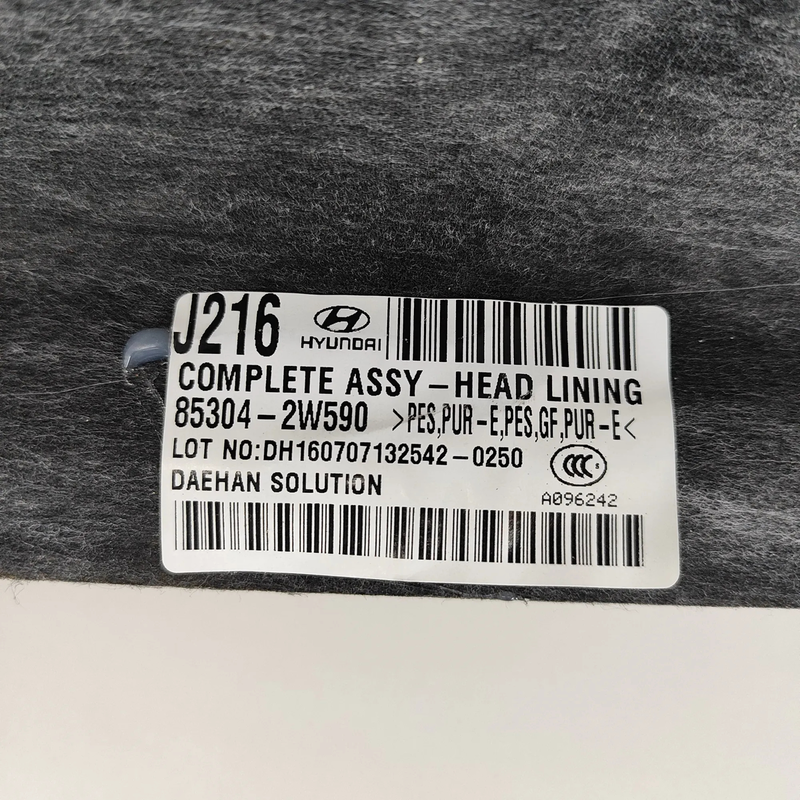 J216
HYUNDAI
COMPLETE ASSY-HEAD LINING
85304-2W590 >PES,PUR-E,PES,GF,PUR-E<
LOT NO:DH160707132542-0250
CCC S
DAEHAN SOLUTION
A096242